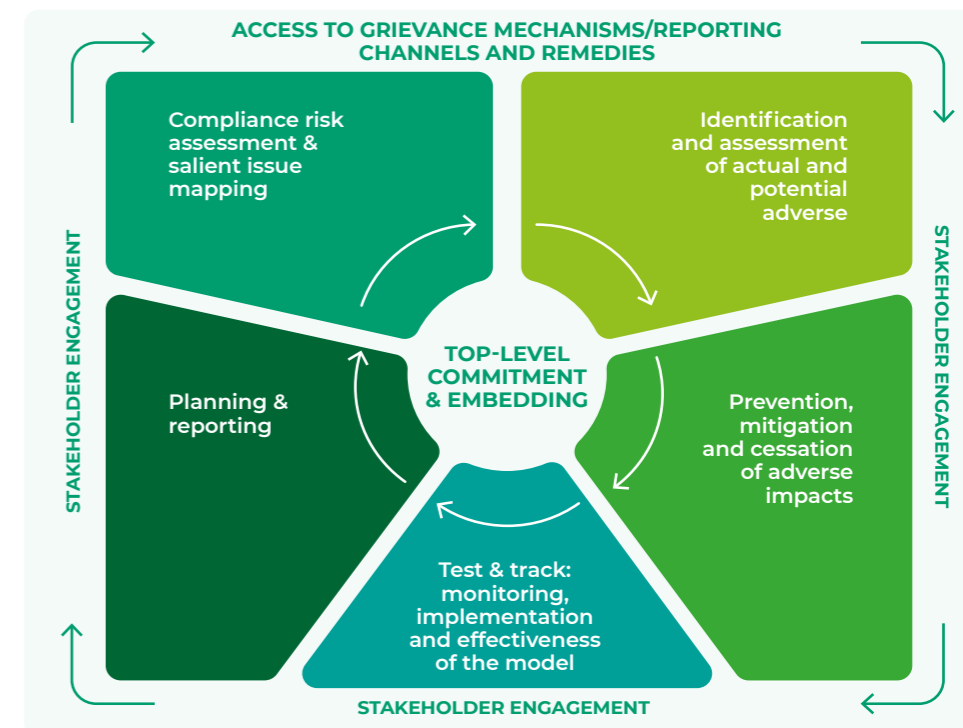 ACCESS TO GRIEVANCE MECHANISMS/REPORTING
CHANNELS AND REMEDIES
Compliance risk
assessment &
salient issue
mapping
Identification
and assessment
of actual and
potential
adverse
STAKEHOLDER ENGAGEMENT
STAKEHOLDER ENGAGEMENT
TOP-LEVEL
COMMITMENT
& EMBEDDING
Planning &
reporting
Prevention,
mitigation
and cessation
of adverse
impacts
Test & track:
monitoring,
implementation
and effectiveness
of the model
STAKEHOLDER ENGAGEMENT